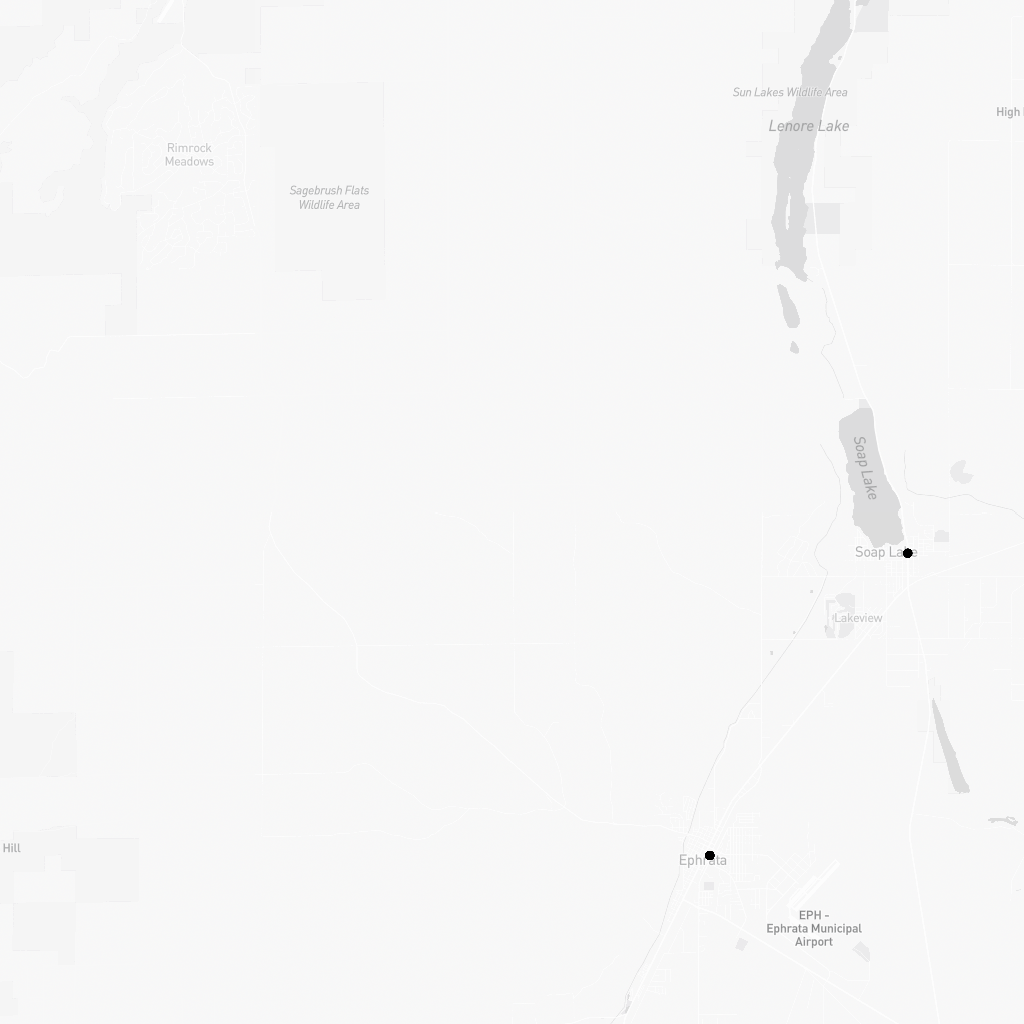 Sun Lakes Wildlife Area
High
Lenore Lake
Rimrock
Meadows
Sagebrush Flats
Wildlife Area
Soap Lake
Soap Lake
Lakeview
Hill
Ephrata
EPH -
Ephrata Municipal
Airport